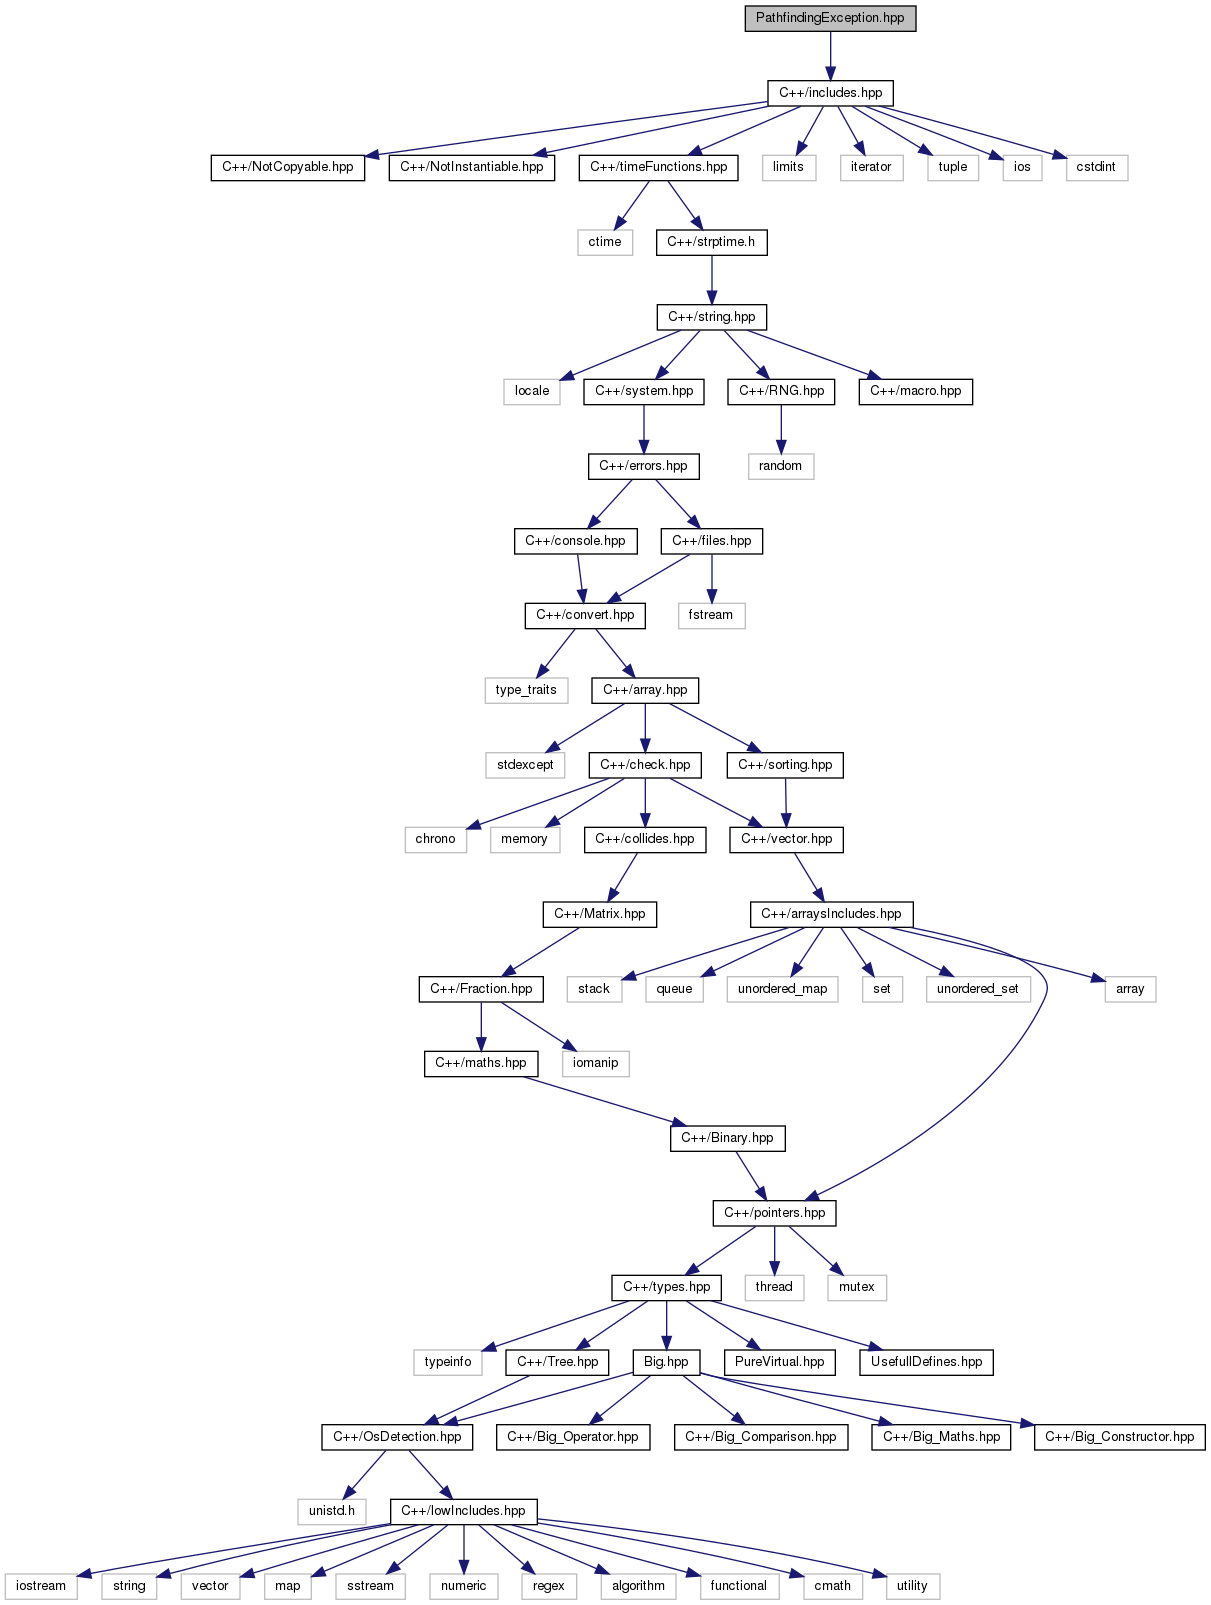 PathfindingException.hpp
C++/includes.hpp
C++/NotCopyable.hpp
C++/NotInstantiable.hpp
C++/timeFunctions.hpp
limits
iterator
tuple
ios
cstdint
ctime
C++/strptime.h
C++/string.hpp
locale
C++/system.hpp
C++/RNG.hpp
C++/macro.hpp
C++/errors.hpp
random
C++/console.hpp
C++/files.hpp
C++/convert.hpp
fstream
type_traits
C++/array.hpp
stdexcept
C++/check.hpp
C++/sorting.hpp
chrono
memory
C++/collides.hpp
C++/vector.hpp
C++/Matrix.hpp
C++/arraysIncludes.hpp
C++/Fraction.hpp
stack
queue
unordered_map
set
unordered_set
array
C++/maths.hpp
iomanip
C++/Binary.hpp
C++/pointers.hpp
C++/types.hpp
thread
mutex
typeinfo
C++/Tree.hpp
Big.hpp
PureVirtual.hpp
UsefullDefines.hpp
C++/OsDetection.hpp
C++/Big_Operator.hpp
C++/Big_Comparison.hpp
C++/Big_Maths.hpp
C++/Big_Constructor.hpp
unistd.h
C++/lowIncludes.hpp
iostream
string
vector
map
sstream
numeric
regex
algorithm
functional
cmath
utility